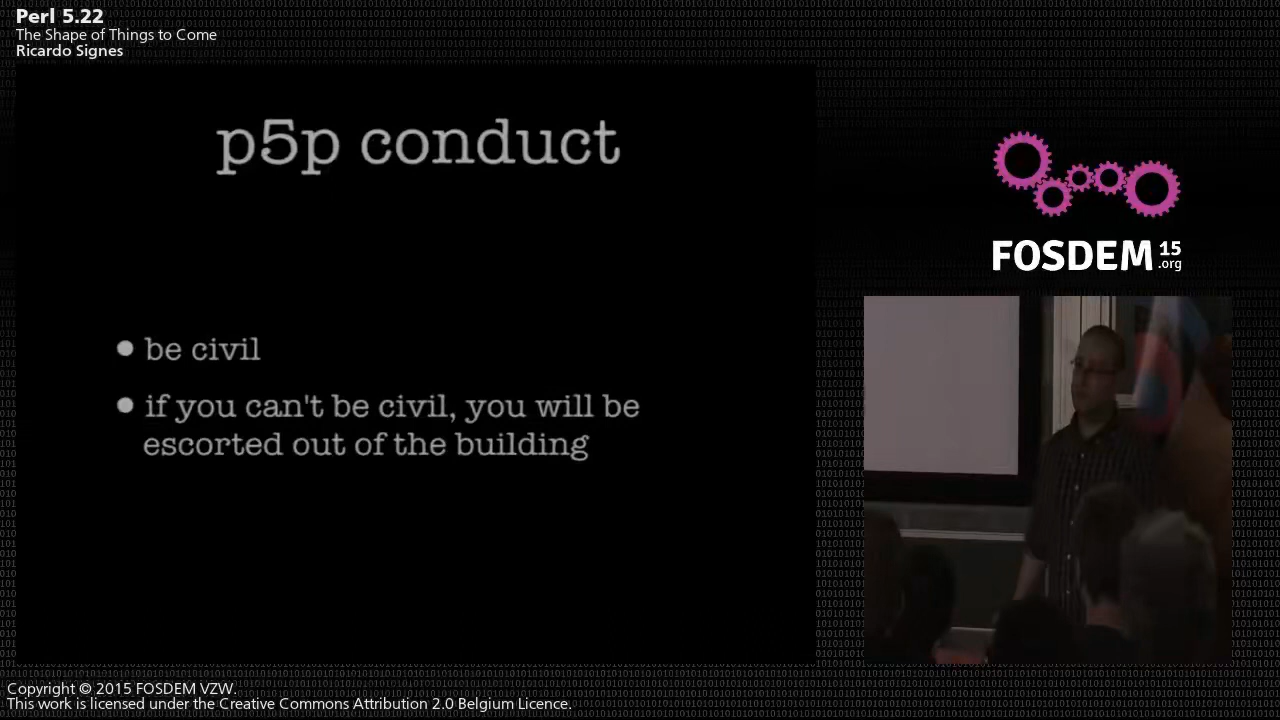 Perl 5.22
The Shape of Things to Come
Ricardo Signes
p5p conduct
be civil
if you can't be civil, you will be
escorted out of the building
FOSDEM 15
.org
Copyright © 2015 FOSDEM VZW.
This work is licensed under the Creative Commons Attribution 2.0 Belgium Licence.